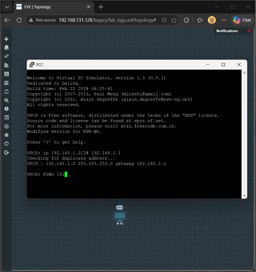 EVE | Topology
Not secure
192.168.131.128/legacy/lab_bgp.unl/topology#
Chat
Notifications
PCC
Welcome to Virtual PC Simulator, version 1.3 (0.8.1)
Dedicated to Daling.
Build time: Feb 22 2024 06:25:41
Copyright (c) 2007-2015, Paul Meng (mirnshi@gmail.com)
Copyright (c) 2021, Alain Degreffe (alain.degreffe@eve-ng.net)
All rights reserved.
VPCS is free software, distributed under the terms of the "BSD" licence.
Source code and license can be found at vpcs.sf.net.
For more information, please visit wiki.freecode.com.cn.
Modified version for EVE-NG.
Press '?' to get help.
VPCS> ip 192.168.1.2/24 192.168.1.1
Checking for duplicate address...
VPCS : 192.168.1.2 255.255.255.0 gateway 192.168.1.1